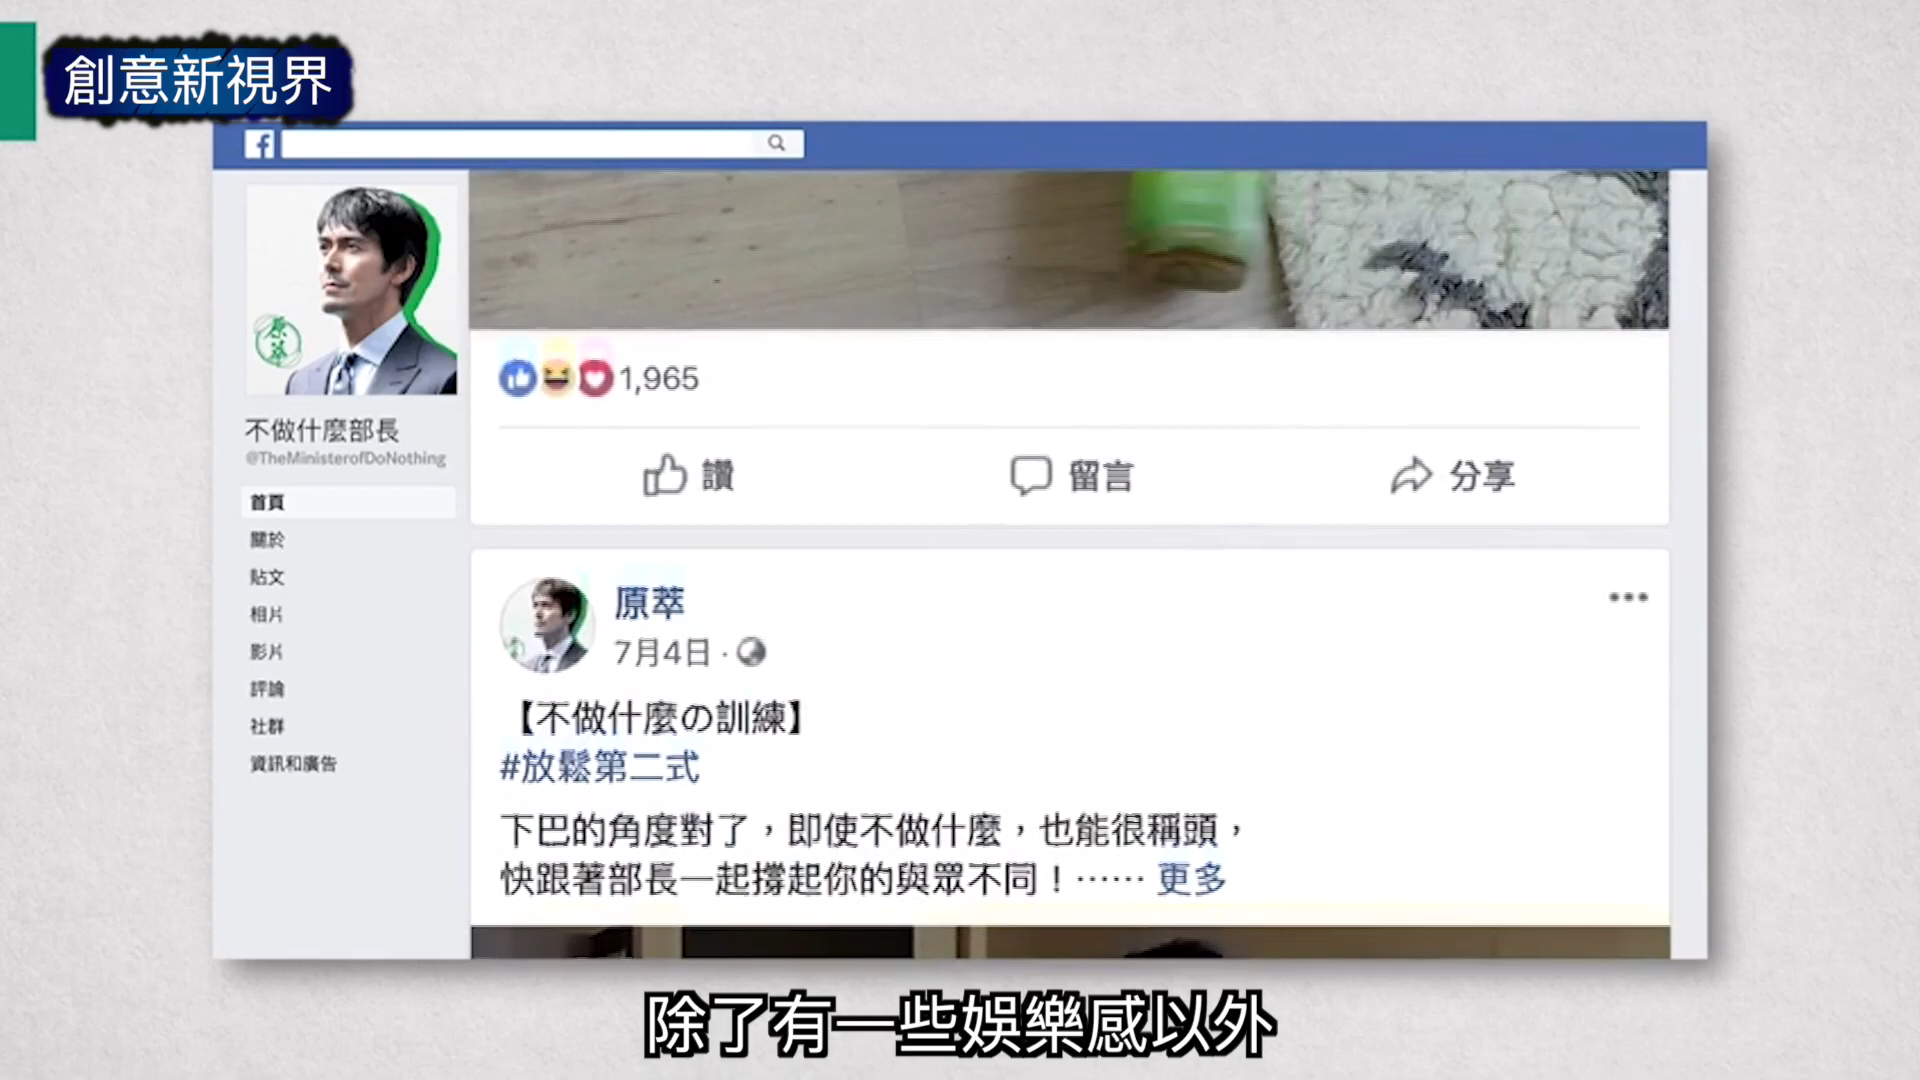 創意新視界
原萃
不做什麼部長
@TheMinisterofDoNothing
首頁
關於
貼文
相片
影片
評論
社群
資訊和廣告
1,965
讚
留言
分享
原萃
7月4日 ·
【不做什麼の訓練】
#放鬆第二式
下巴的角度對了，即使不做什麼，也能很稱頭，
快跟著部長一起撐起你的與眾不同！⋯⋯ 更多
除了有一些娛樂感以外